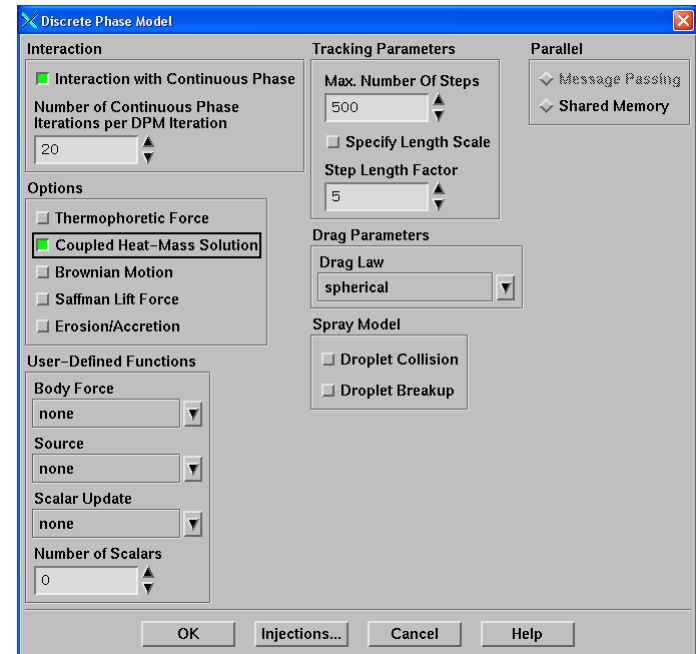 Discrete Phase Model
Interaction
Interaction with Continuous Phase
Number of Continuous Phase
Iterations per DPM Iteration
20
Options
Thermophoretic Force
Coupled Heat-Mass Solution
Brownian Motion
Saffman Lift Force
Erosion/Accretion
User-Defined Functions
Body Force
none
Source
none
Scalar Update
none
Number of Scalars
0
Tracking Parameters
Max. Number Of Steps
500
Specify Length Scale
Step Length Factor
5
Drag Parameters
Drag Law
spherical
Spray Model
Droplet Collision
Droplet Breakup
Parallel
Message Passing
Shared Memory
OK
Injections...
Cancel
Help